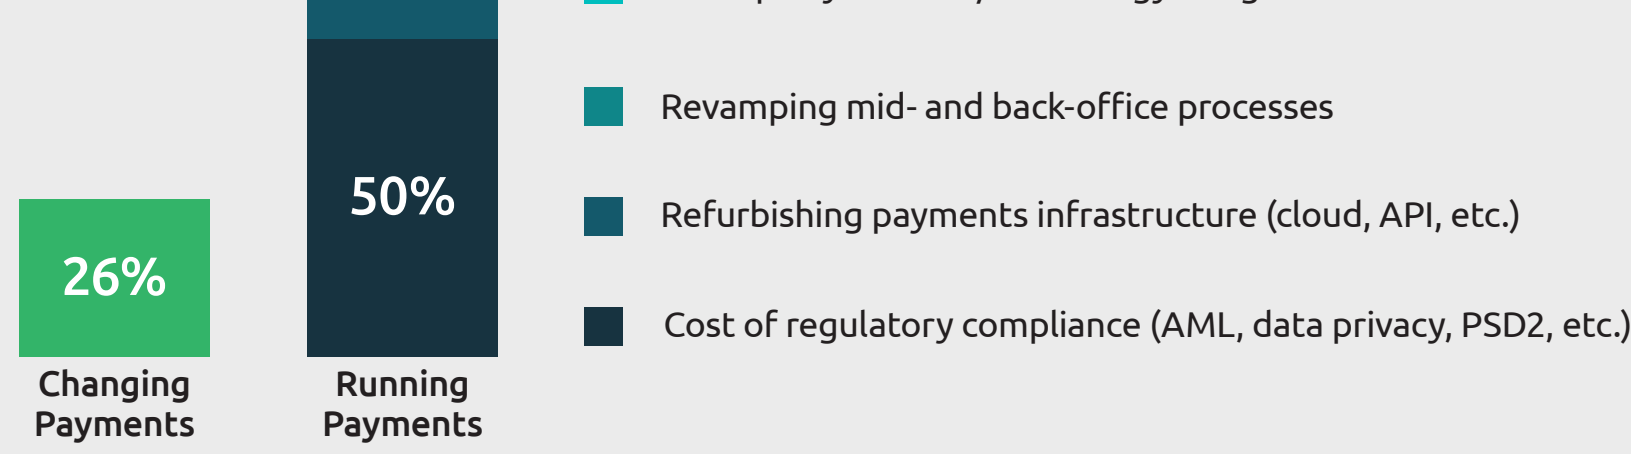 Revamping mid- and back-office processes
50%
Refurbishing payments infrastructure (cloud, API, etc.)
26%
Cost of regulatory compliance (AML, data privacy, PSD2, etc.)
Changing
Payments
Running
Payments